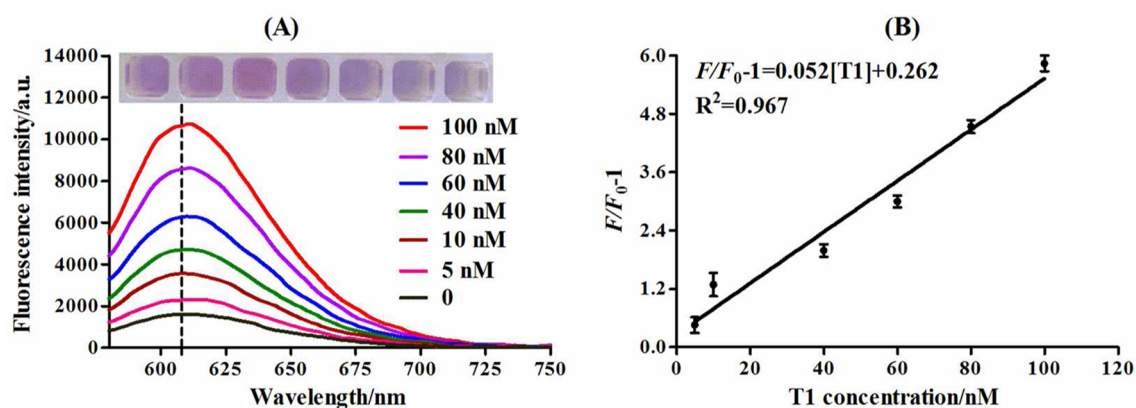 (A)
14000
12000
10000
8000
6000
4000
2000
0
Fluorescence intensity/a.u.
100 nM
80 nM
60 nM
40 nM
10 nM
5 nM
0
600
625
650
675
700
725
750
Wavelength/nm
(B)
F/F₀-1=0.052[T1]+0.262
R²=0.967
6.0
4.8
3.6
2.4
1.2
0.0
F/F₀-1
0
20
40
60
80
100
120
T1 concentration/nM